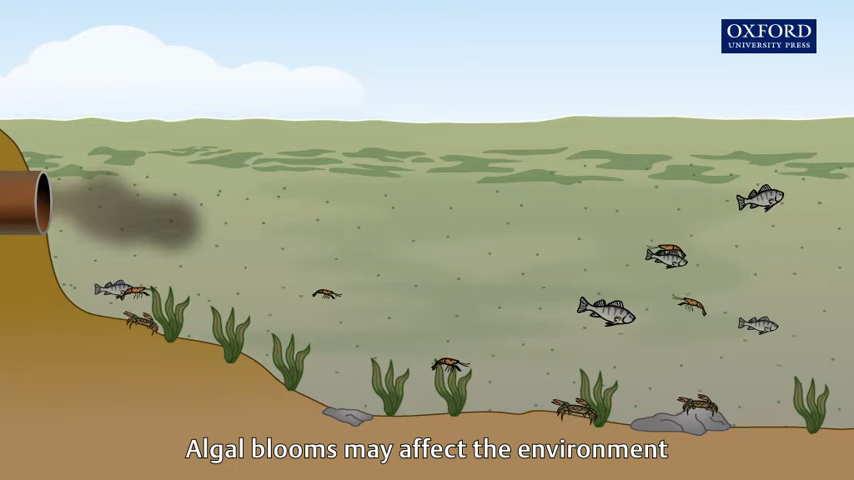 OXFORD
UNIVERSITY PRESS
Algal blooms may affect the environment